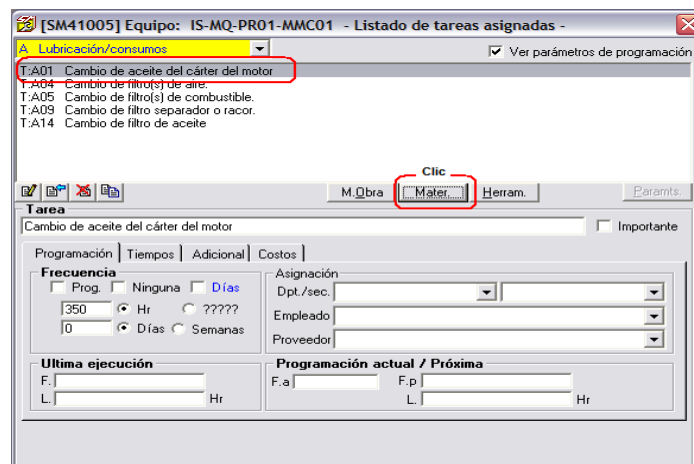 [SM41005] Equipo: IS-MQ-PR01-MMC01 - Listado de tareas asignadas -
A Lubricación/consumos
Ver parámetros de programación
T:A01 Cambio de aceite del cárter del motor
T:A04 Cambio de filtro(s) de aire.
T:A05 Cambio de filtro(s) de combustible.
T:A09 Cambio de filtro separador o racor.
T:A14 Cambio de filtro de aceite
Clic
M.Obra Mater. Herram. Paramts.
Tarea
Cambio de aceite del cárter del motor Importante
Programación Tiempos Adicional Costos
Frecuencia
Prog. Ninguna Días
350 Hr ?????
0 Días Semanas
Asignación
Dpt./sec.
Empleado
Proveedor
Ultima ejecución
F.
L. Hr
Programación actual / Próxima
F.a F.p
L. Hr